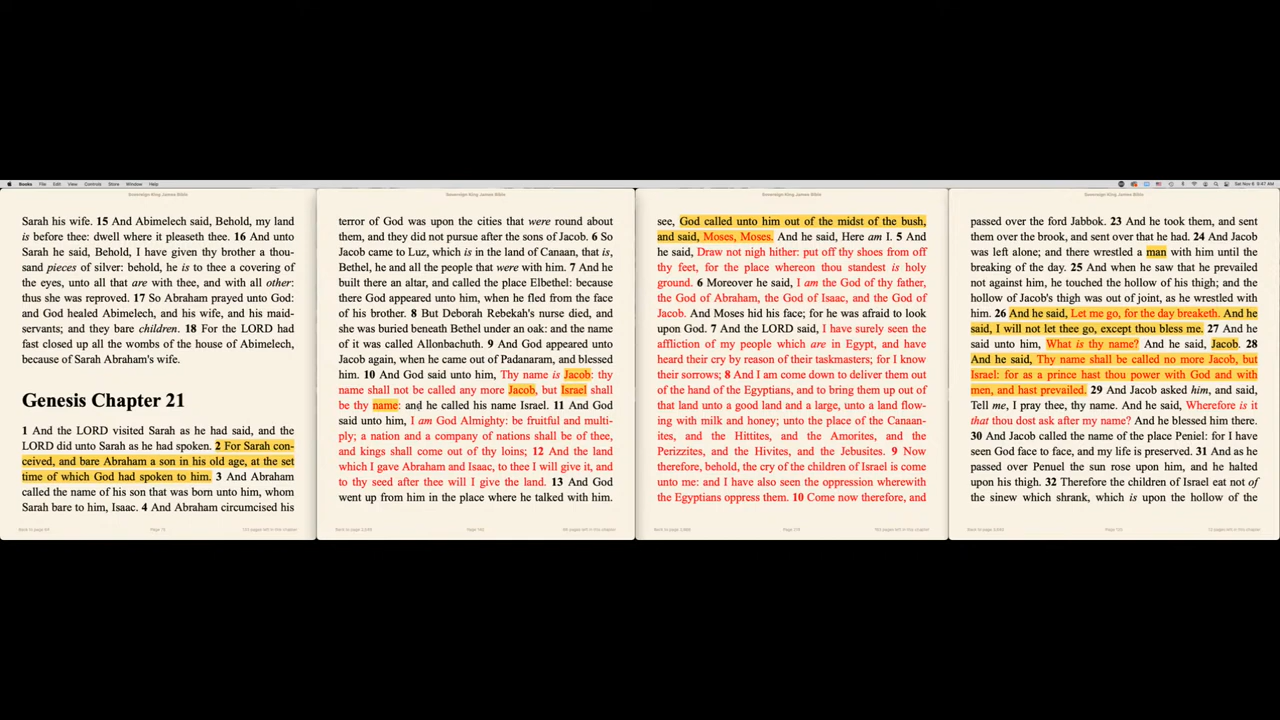 Books File Edit View Controls Store Window Help
Sat Nov 6 9:47 AM
Sovereign King James Bible
Sarah his wife. 15 And Abimelech said, Behold, my land
is before thee: dwell where it pleaseth thee. 16 And unto
Sarah he said, Behold, I have given thy brother a thou-
sand pieces of silver: behold, he is to thee a covering of
the eyes, unto all that are with thee, and with all other:
thus she was reproved. 17 So Abraham prayed unto God:
and God healed Abimelech, and his wife, and his maid-
servants; and they bare children. 18 For the LORD had
fast closed up all the wombs of the house of Abimelech,
because of Sarah Abraham's wife.
Genesis Chapter 21
1 And the LORD visited Sarah as he had said, and the
LORD did unto Sarah as he had spoken. 2 For Sarah con-
ceived, and bare Abraham a son in his old age, at the set
time of which God had spoken to him. 3 And Abraham
called the name of his son that was born unto him, whom
Sarah bare to him, Isaac. 4 And Abraham circumcised his
Sovereign King James Bible
terror of God was upon the cities that were round about
them, and they did not pursue after the sons of Jacob. 6 So
Jacob came to Luz, which is in the land of Canaan, that is,
Bethel, he and all the people that were with him. 7 And he
built there an altar, and called the place Elbethel: because
there God appeared unto him, when he fled from the face
of his brother. 8 But Deborah Rebekah's nurse died, and
she was buried beneath Bethel under an oak: and the name
of it was called Allonbachuth. 9 And God appeared unto
Jacob again, when he came out of Padanaram, and blessed
him. 10 And God said unto him, Thy name is Jacob: thy
name shall not be called any more Jacob, but Israel shall
be thy name: and he called his name Israel. 11 And God
said unto him, I am God Almighty: be fruitful and multi-
ply; a nation and a company of nations shall be of thee,
and kings shall come out of thy loins; 12 And the land
which I gave Abraham and Isaac, to thee I will give it, and
to thy seed after thee will I give the land. 13 And God
went up from him in the place where he talked with him.
Sovereign King James Bible
see, God called unto him out of the midst of the bush,
and said, Moses, Moses. And he said, Here am I. 5 And
he said, Draw not nigh hither: put off thy shoes from off
thy feet, for the place whereon thou standest is holy
ground. 6 Moreover he said, I am the God of thy father,
the God of Abraham, the God of Isaac, and the God of
Jacob. And Moses hid his face; for he was afraid to look
upon God. 7 And the LORD said, I have surely seen the
affliction of my people which are in Egypt, and have
heard their cry by reason of their taskmasters; for I know
their sorrows; 8 And I am come down to deliver them out
of the hand of the Egyptians, and to bring them up out of
that land unto a good land and a large, unto a land flow-
ing with milk and honey; unto the place of the Canaan-
ites, and the Hittites, and the Amorites, and the
Perizzites, and the Hivites, and the Jebusites. 9 Now
therefore, behold, the cry of the children of Israel is come
unto me: and I have also seen the oppression wherewith
the Egyptians oppress them. 10 Come now therefore, and
Sovereign King James Bible
passed over the ford Jabbok. 23 And he took them, and sent
them over the brook, and sent over that he had. 24 And Jacob
was left alone; and there wrestled a man with him until the
breaking of the day. 25 And when he saw that he prevailed
not against him, he touched the hollow of his thigh; and the
hollow of Jacob's thigh was out of joint, as he wrestled with
him. 26 And he said, Let me go, for the day breaketh. And he
said, I will not let thee go, except thou bless me. 27 And he
said unto him, What is thy name? And he said, Jacob. 28
And he said, Thy name shall be called no more Jacob, but
Israel: for as a prince hast thou power with God and with
men, and hast prevailed. 29 And Jacob asked him, and said,
Tell me, I pray thee, thy name. And he said, Wherefore is it
that thou dost ask after my name? And he blessed him there.
30 And Jacob called the name of the place Peniel: for I have
seen God face to face, and my life is preserved. 31 And as he
passed over Penuel the sun rose upon him, and he halted
upon his thigh. 32 Therefore the children of Israel eat not of
the sinew which shrank, which is upon the hollow of the